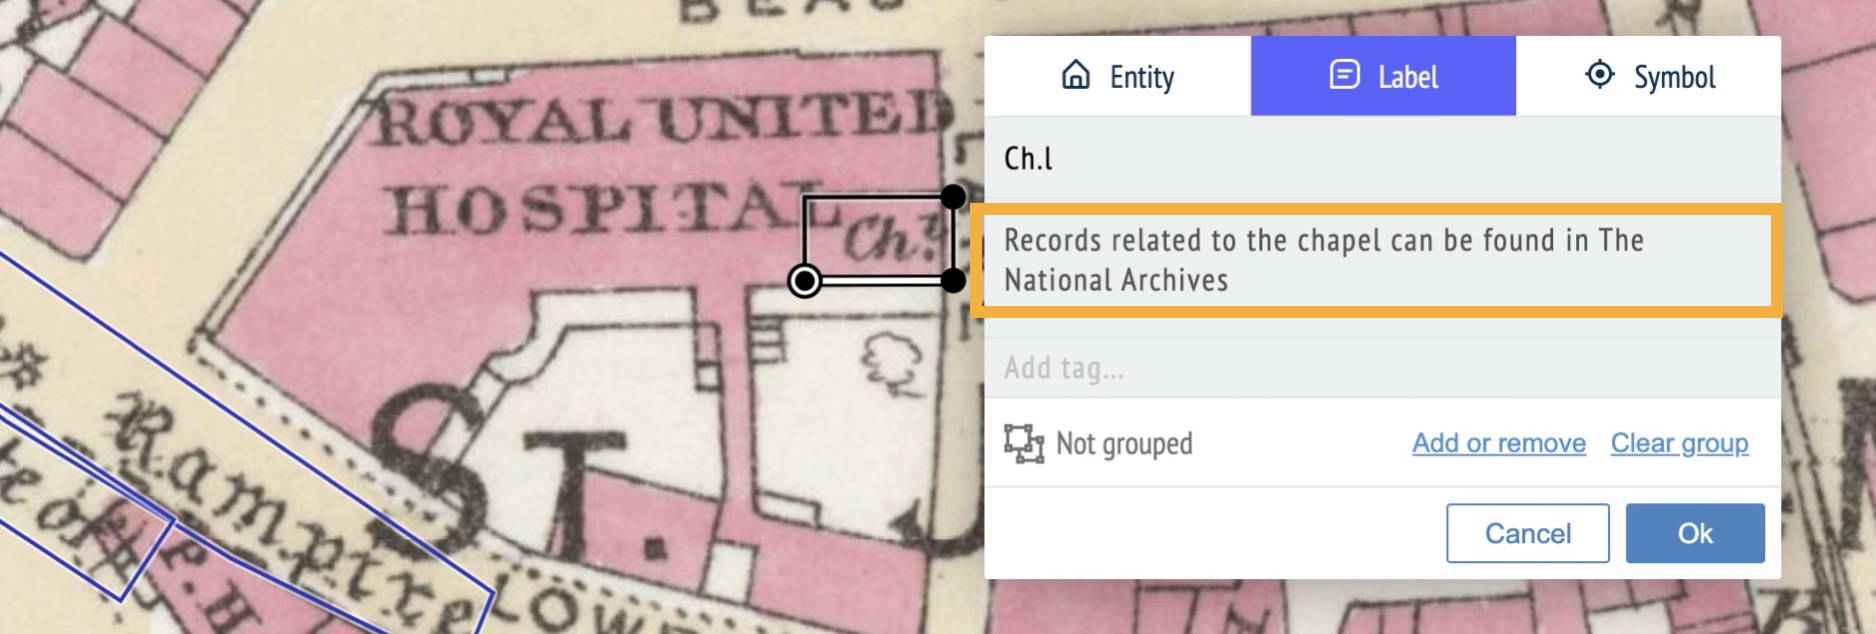 BEAU
ROYAL UNITED
HOSPITAL
Ch.l
ST.
Rampire
LOWE
P.H
te of
Entity
Label
Symbol
Ch.l
Records related to the chapel can be found in The
National Archives
Add tag...
Not grouped
Add or remove
Clear group
Cancel
Ok